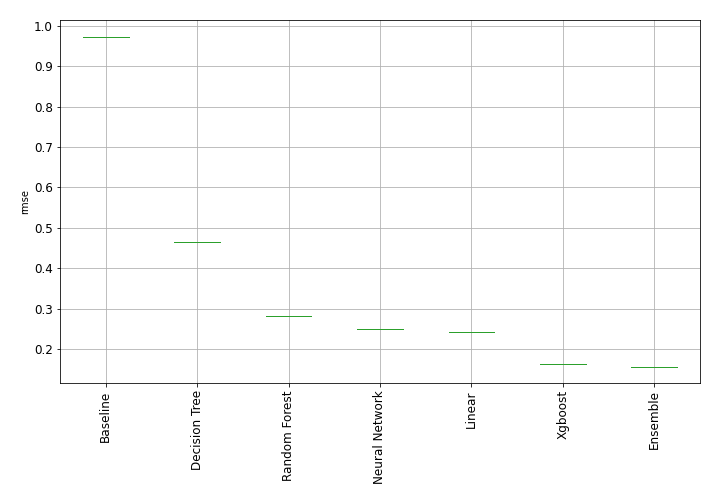 1.0
0.9
0.8
0.7
0.6
0.5
0.4
0.3
0.2
rmse
Baseline
Decision Tree
Random Forest
Neural Network
Linear
Xgboost
Ensemble